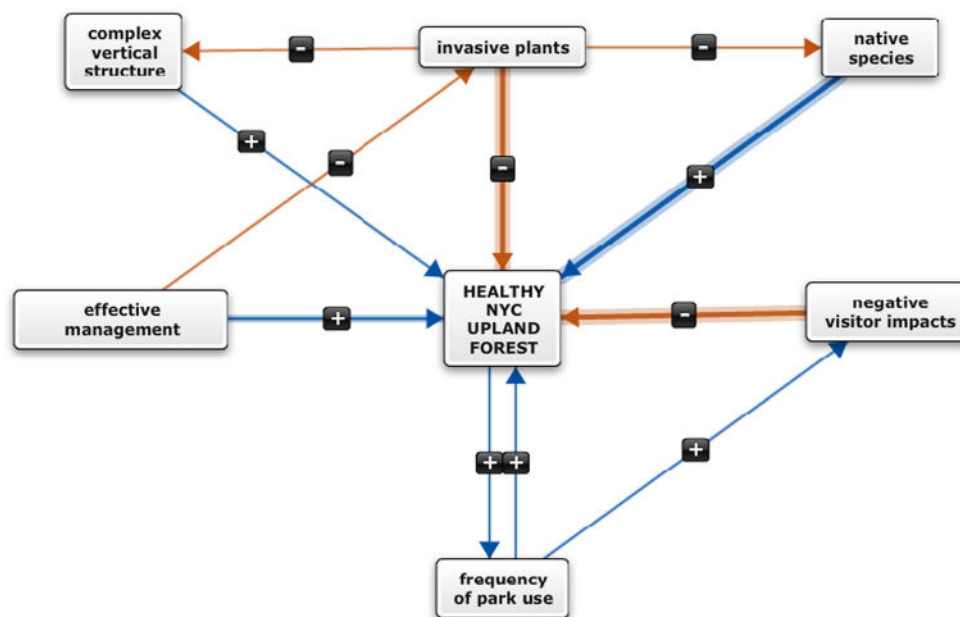 complex
vertical
structure
-
invasive plants
-
native
species
+
-
-
+
effective
management
+
HEALTHY
NYC
UPLAND
FOREST
-
negative
visitor impacts
+
+
+
frequency
of park use